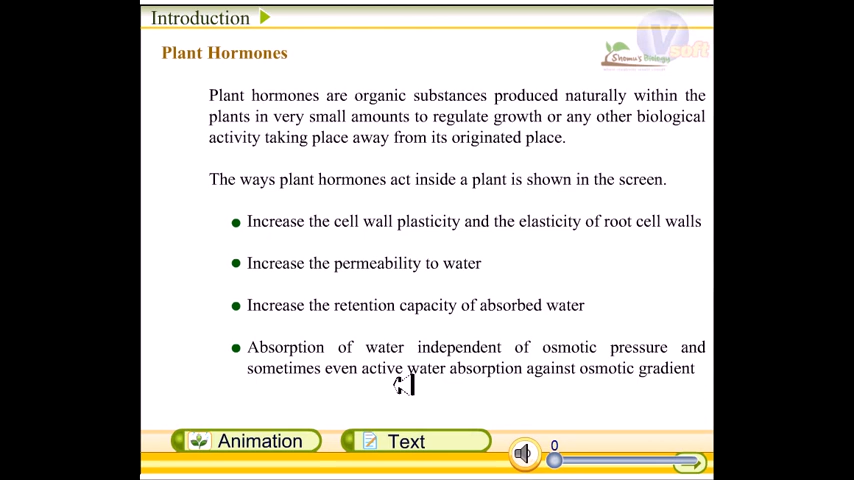 Introduction
V
soft
Shomu's Biology
Plant Hormones
Plant hormones are organic substances produced naturally within the
plants in very small amounts to regulate growth or any other biological
activity taking place away from its originated place.
The ways plant hormones act inside a plant is shown in the screen.
Increase the cell wall plasticity and the elasticity of root cell walls
Increase the permeability to water
Increase the retention capacity of absorbed water
Absorption of water independent of osmotic pressure and
sometimes even active water absorption against osmotic gradient
Animation
Text
0